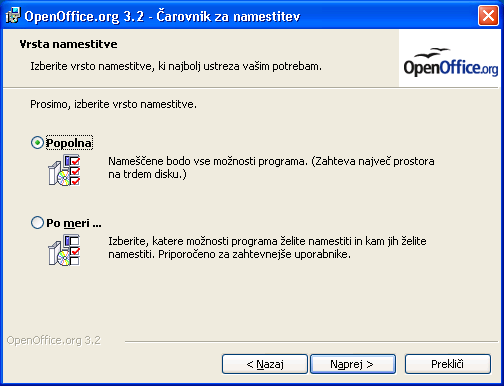 OpenOffice.org 3.2 - Čarovnik za namestitev
Vrsta namestitve
Izberite vrsto namestitve, ki najbolj ustreza vašim potrebam.
OpenOffice.org
Prosimo, izberite vrsto namestitve.
Popolna
Nameščene bodo vse možnosti programa. (Zahteva največ prostora
na trdem disku.)
Po meri ...
Izberite, katere možnosti programa želite namestiti in kam jih želite
namestiti. Priporočeno za zahtevnejše uporabnike.
OpenOffice.org 3.2
< Nazaj
Naprej >
Prekliči